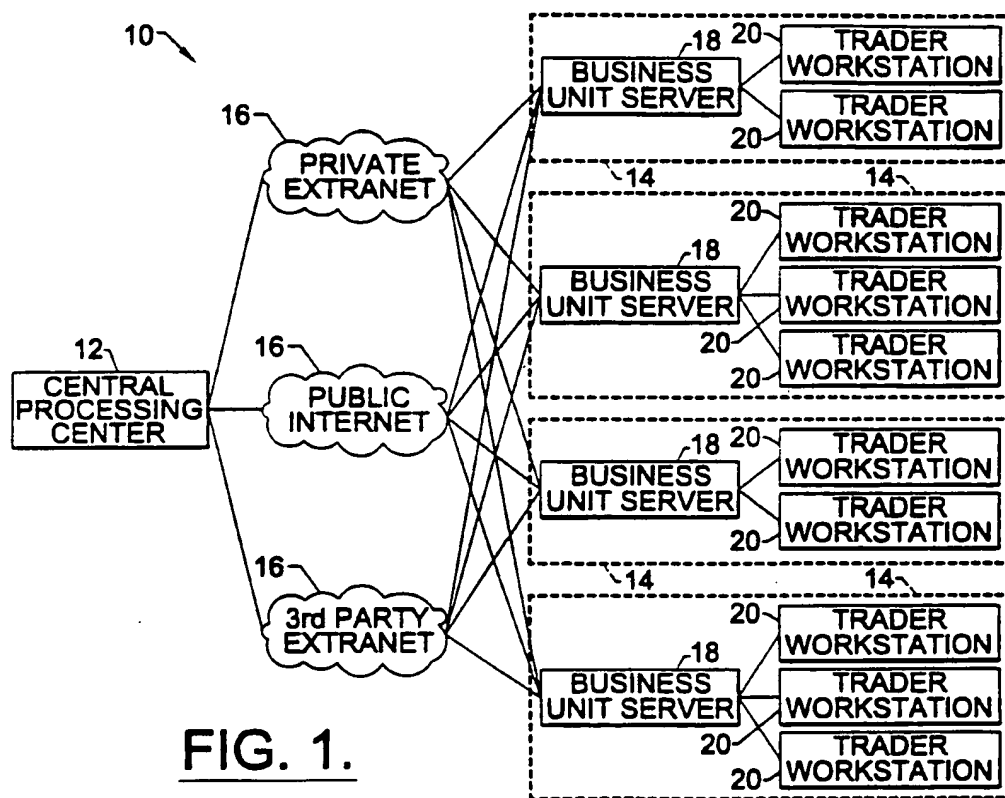 10
16
PRIVATE
EXTRANET
12
CENTRAL
PROCESSING
CENTER
16
PUBLIC
INTERNET
16
3rd PARTY
EXTRANET
18
BUSINESS
UNIT SERVER
20
TRADER
WORKSTATION
20
TRADER
WORKSTATION
14
14
18
BUSINESS
UNIT SERVER
20
TRADER
WORKSTATION
20
TRADER
WORKSTATION
20
TRADER
WORKSTATION
18
BUSINESS
UNIT SERVER
20
TRADER
WORKSTATION
20
TRADER
WORKSTATION
14
14
18
BUSINESS
UNIT SERVER
20
TRADER
WORKSTATION
20
TRADER
WORKSTATION
20
TRADER
WORKSTATION
FIG. 1.